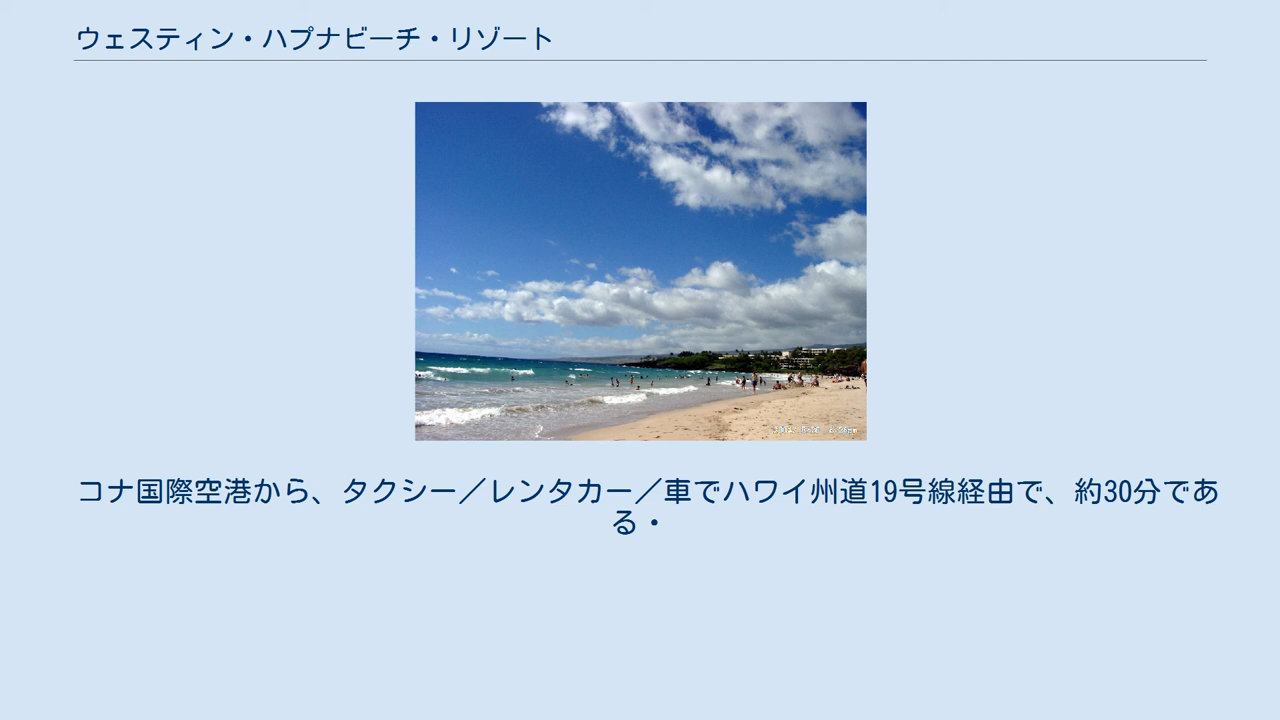 ウェスティン・ハプナビーチ・リゾート
コナ国際空港から、タクシー／レンタカー／車でハワイ州道19号線経由で、約30分であ
る・